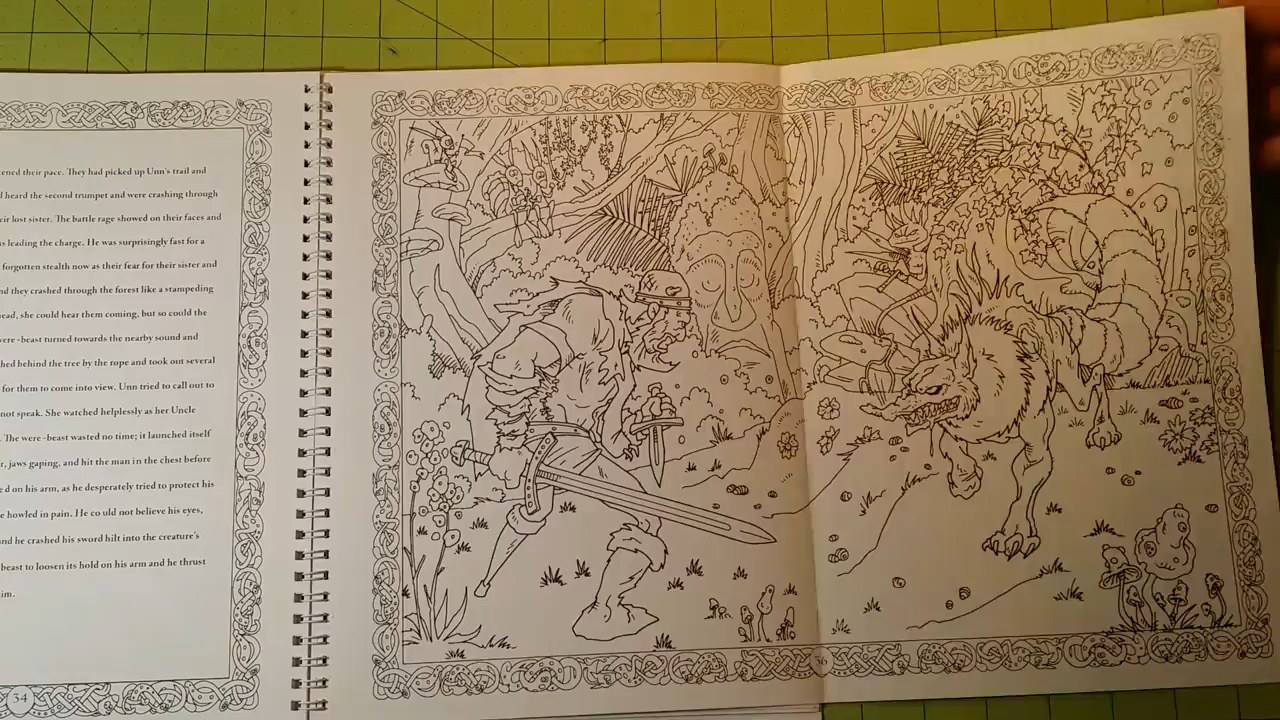 ened their pace. They had picked up Unn's trail and
d heard the second trumpet and were crashing through
eir lost sister. The battle rage showed on their faces and
s leading the charge. He was surprisingly fast for a
forgotten stealth now as their fear for their sister and
nd they crashed through the forest like a stampeding
ead, she could hear them coming, but so could the
were-beast turned towards the nearby sound and
hed behind the tree by the rope and took out several
for them to come into view. Unn tried to call out to
not speak. She watched helplessly as her Uncle
. The were-beast wasted no time; it launched itself
r, jaws gaping, and hit the man in the chest before
ed on his arm, as he desperately tried to protect his
e howled in pain. He could not believe his eyes,
nd he crashed his sword hilt into the creature's
beast to loosen its hold on his arm and he thrust
im.
34
36